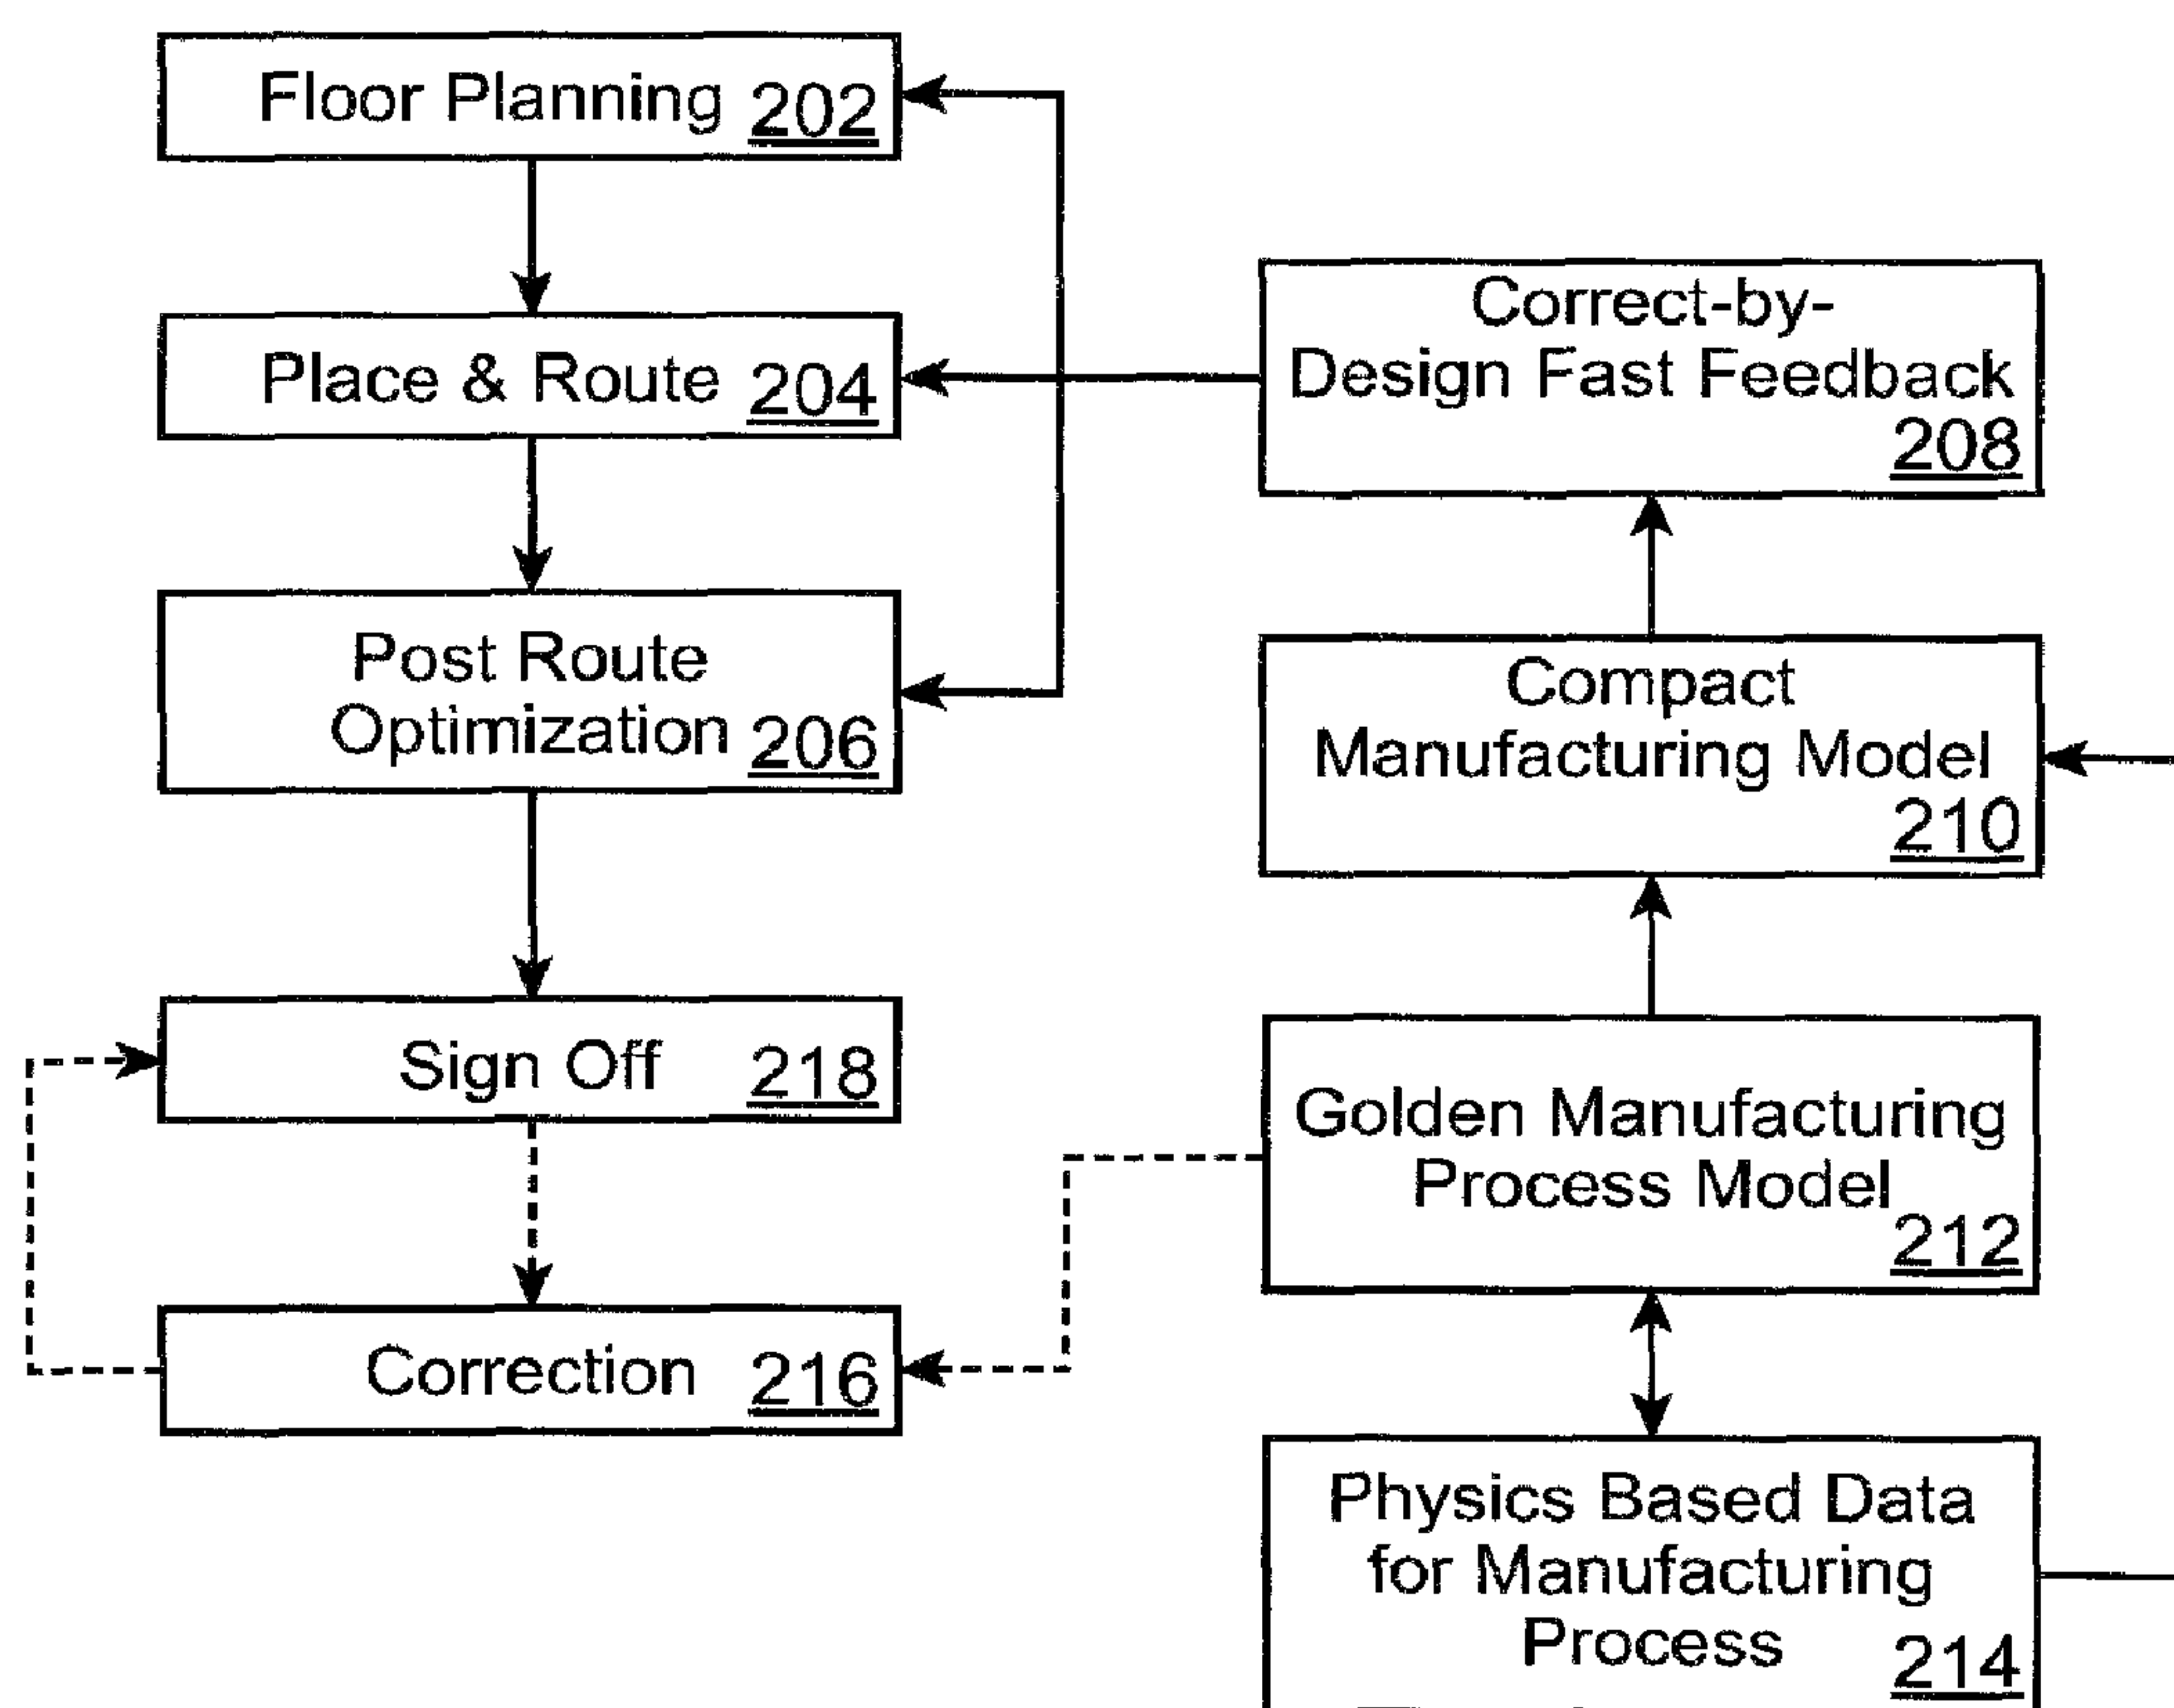 Floor Planning 202
Place & Route 204
Post Route
Optimization 206
Sign Off 218
Correction 216
Correct-by-
Design Fast Feedback
208
Compact
Manufacturing Model
210
Golden Manufacturing
Process Model
212
Physics Based Data
for Manufacturing
Process
214